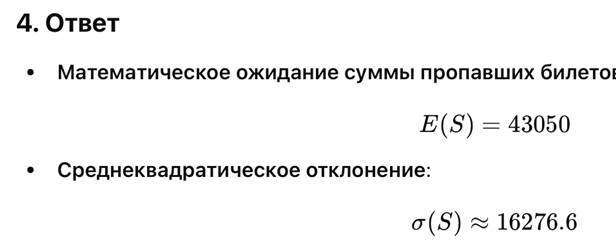 4. Ответ
• Математическое ожидание суммы пропавших билетов
E(S) = 43050
• Среднеквадратическое отклонение:
σ(S) ≈ 16276.6